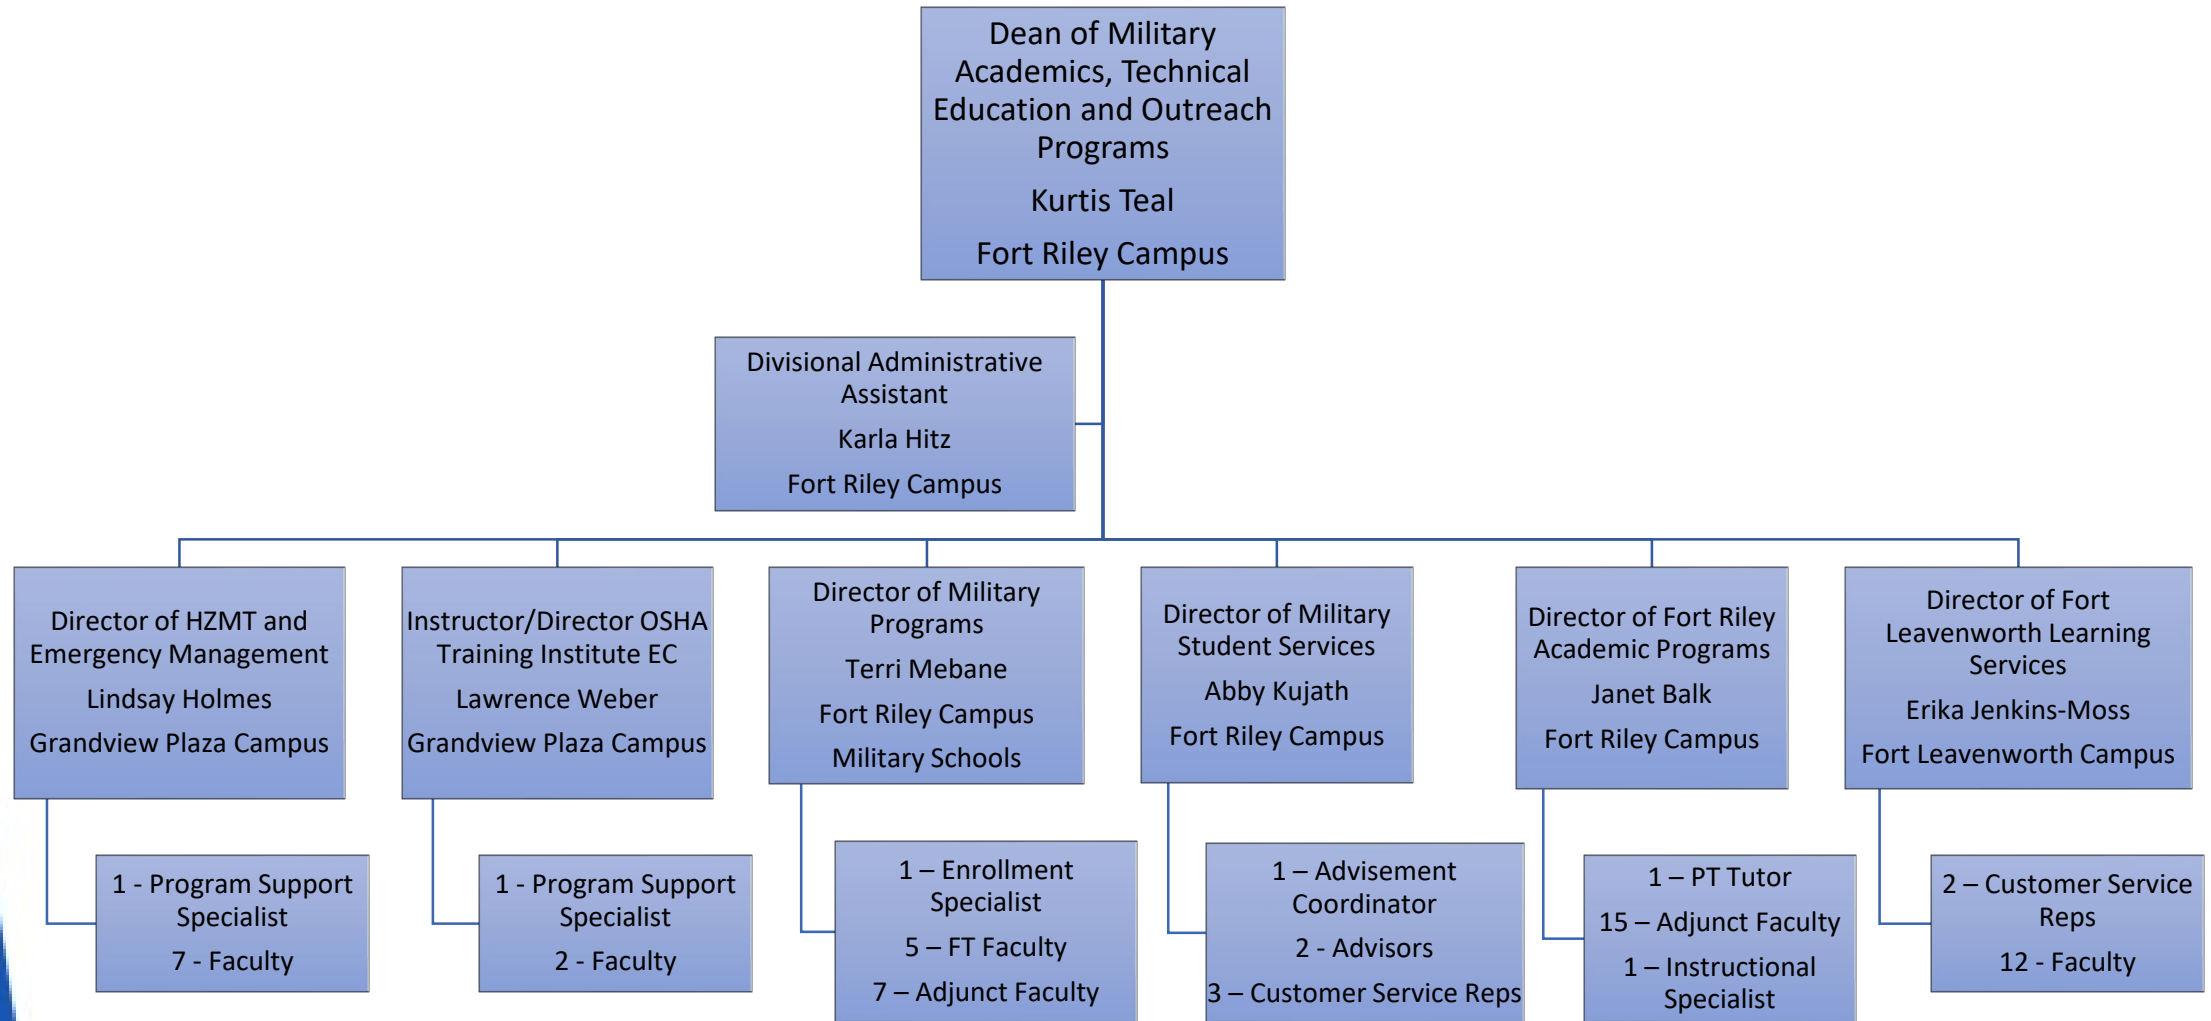 Dean of Military
Academics, Technical
Education and Outreach
Programs
Kurtis Teal
Fort Riley Campus
Divisional Administrative
Assistant
Karla Hitz
Fort Riley Campus
Director of HZMT and
Emergency Management
Lindsay Holmes
Grandview Plaza Campus
1 - Program Support
Specialist
7 - Faculty
Instructor/Director OSHA
Training Institute EC
Lawrence Weber
Grandview Plaza Campus
1 - Program Support
Specialist
2 - Faculty
Director of Military
Programs
Terri Mebane
Fort Riley Campus
Military Schools
1 – Enrollment
Specialist
5 – FT Faculty
7 – Adjunct Faculty
Director of Military
Student Services
Abby Kujath
Fort Riley Campus
1 – Advisement
Coordinator
2 - Advisors
3 – Customer Service Reps
Director of Fort Riley
Academic Programs
Janet Balk
Fort Riley Campus
1 – PT Tutor
15 – Adjunct Faculty
1 – Instructional
Specialist
Director of Fort
Leavenworth Learning
Services
Erika Jenkins-Moss
Fort Leavenworth Campus
2 – Customer Service
Reps
12 - Faculty